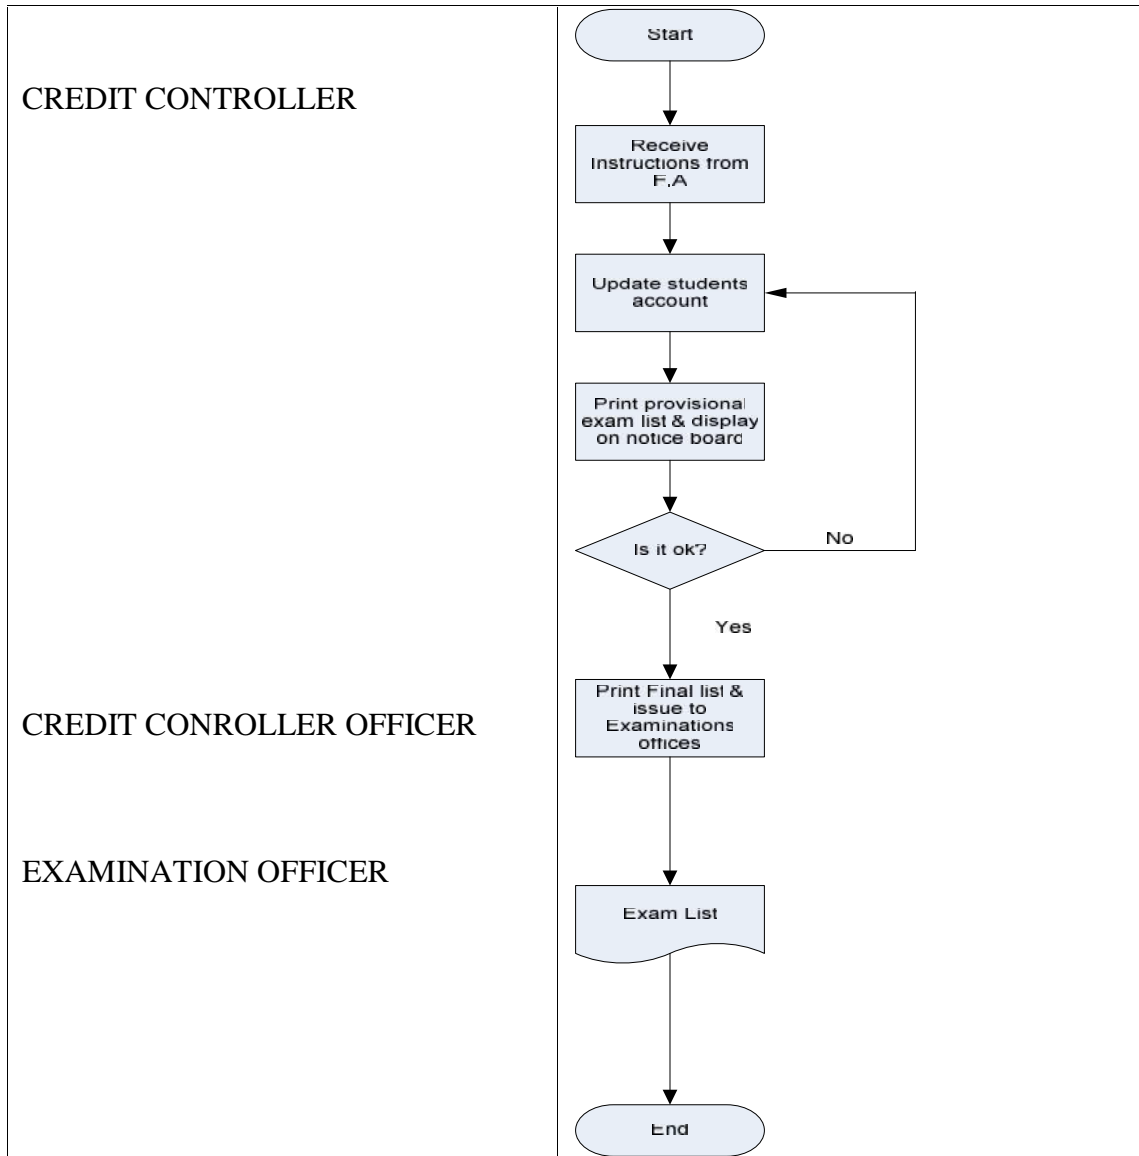 Start
CREDIT CONTROLLER
Receive
Instructions from
F.A
Update students
account
Print provisional
exam list & display
on notice board
Is it ok?
No
Yes
Print Final list &
issue to
Examinations
offices
CREDIT CONROLLER OFFICER
EXAMINATION OFFICER
Exam List
End